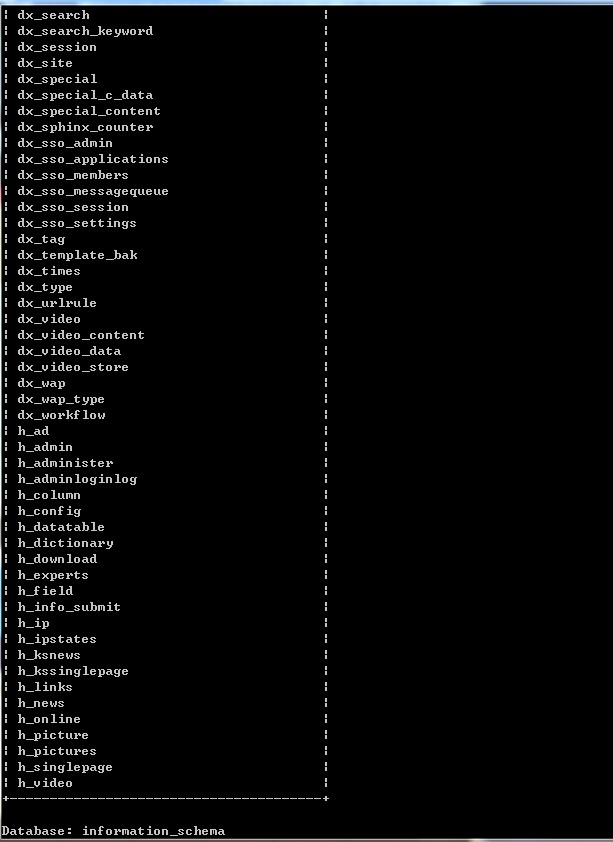 ¦ dx_search ¦
¦ dx_search_keyword ¦
¦ dx_session ¦
¦ dx_site ¦
¦ dx_special ¦
¦ dx_special_c_data ¦
¦ dx_special_content ¦
¦ dx_sphinx_counter ¦
¦ dx_sso_admin ¦
¦ dx_sso_applications ¦
¦ dx_sso_members ¦
¦ dx_sso_messagequeue ¦
¦ dx_sso_session ¦
¦ dx_sso_settings ¦
¦ dx_tag ¦
¦ dx_template_bak ¦
¦ dx_times ¦
¦ dx_type ¦
¦ dx_urlrule ¦
¦ dx_video ¦
¦ dx_video_content ¦
¦ dx_video_data ¦
¦ dx_video_store ¦
¦ dx_wap ¦
¦ dx_wap_type ¦
¦ dx_workflow ¦
¦ h_ad ¦
¦ h_admin ¦
¦ h_administer ¦
¦ h_adminloginlog ¦
¦ h_column ¦
¦ h_config ¦
¦ h_datatable ¦
¦ h_dictionary ¦
¦ h_download ¦
¦ h_experts ¦
¦ h_field ¦
¦ h_info_submit ¦
¦ h_ip ¦
¦ h_ipstates ¦
¦ h_ksnews ¦
¦ h_kssinglepage ¦
¦ h_links ¦
¦ h_news ¦
¦ h_online ¦
¦ h_picture ¦
¦ h_pictures ¦
¦ h_singlepage ¦
¦ h_video ¦
+---------------------------------------+
Database: information_schema